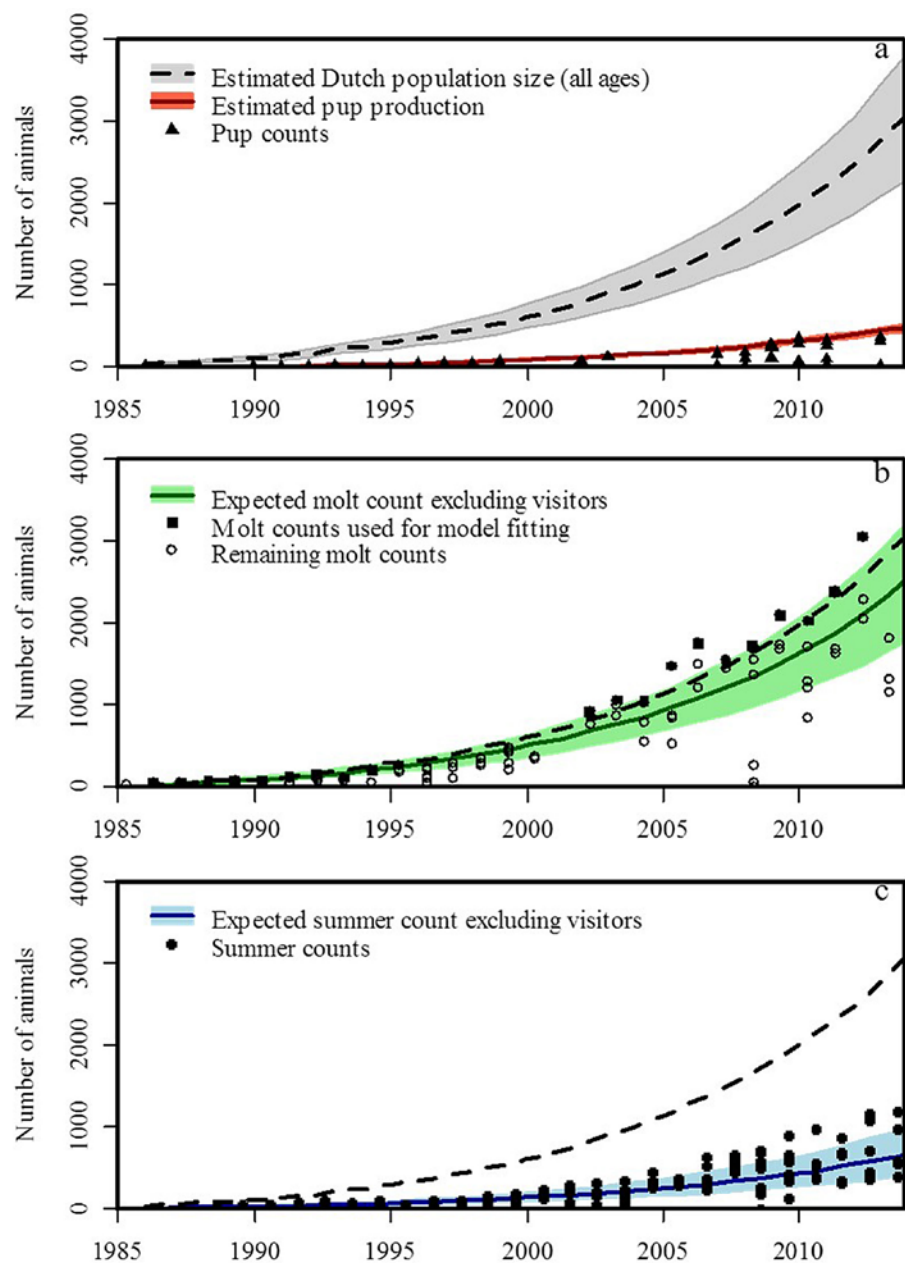 a
Estimated Dutch population size (all ages)
Estimated pup production
Pup counts
Number of animals
4000
3000
2000
1000
0
1985 1990 1995 2000 2005 2010
b
Expected molt count excluding visitors
Molt counts used for model fitting
Remaining molt counts
Number of animals
4000
3000
2000
1000
0
1985 1990 1995 2000 2005 2010
c
Expected summer count excluding visitors
Summer counts
Number of animals
4000
3000
2000
1000
0
1985 1990 1995 2000 2005 2010